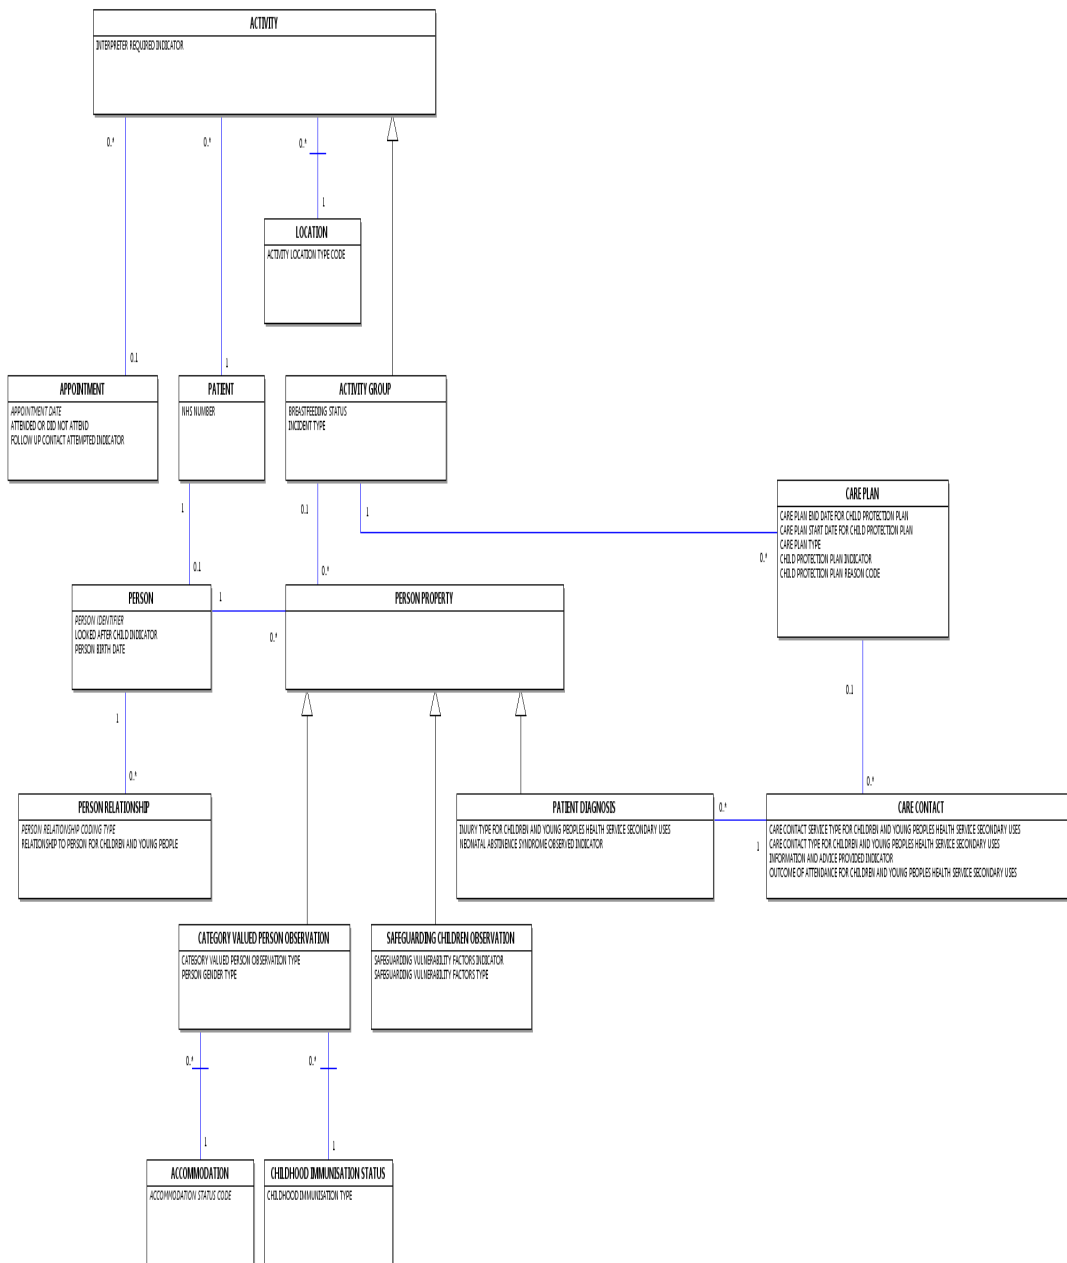 ACTIVITY
INTERPRETER REQUIRED INDICATOR
0..*
0..*
0..*
1
LOCATION
ACTIVITY LOCATION TYPE CODE
0..1
1
APPOINTMENT
APPOINTMENT DATE
ATTENDED OR DID NOT ATTEND
FOLLOW UP CONTACT ATTEMPTED INDICATOR
PATIENT
NHS NUMBER
ACTIVITY GROUP
BREASTFEEDING STATUS
INCIDENT TYPE
1
0..1
1
CARE PLAN
CARE PLAN END DATE FOR CHILD PROTECTION PLAN
CARE PLAN START DATE FOR CHILD PROTECTION PLAN
CARE PLAN TYPE
CHILD PROTECTION PLAN INDICATOR
CHILD PROTECTION PLAN REASON CODE
0..*
0..1
0..*
PERSON
PERSON IDENTIFIER
LOOKED AFTER CHILD INDICATOR
PERSON BIRTH DATE
1
0..*
PERSON PROPERTY
1
0..*
0..1
0..*
PERSON RELATIONSHIP
PERSON RELATIONSHIP CODING TYPE
RELATIONSHIP TO PERSON FOR CHILDREN AND YOUNG PEOPLE
PATIENT DIAGNOSIS
INJURY TYPE FOR CHILDREN AND YOUNG PEOPLES HEALTH SERVICE SECONDARY USES
NEONATAL ABSTINENCE SYNDROME OBSERVED INDICATOR
0..*
1
CARE CONTACT
CARE CONTACT SERVICE TYPE FOR CHILDREN AND YOUNG PEOPLES HEALTH SERVICE SECONDARY USES
CARE CONTACT TYPE FOR CHILDREN AND YOUNG PEOPLES HEALTH SERVICE SECONDARY USES
INFORMATION AND ADVICE PROVIDED INDICATOR
OUTCOME OF ATTENDANCE FOR CHILDREN AND YOUNG PEOPLES HEALTH SERVICE SECONDARY USES
CATEGORY VALUED PERSON OBSERVATION
CATEGORY VALUED PERSON OBSERVATION TYPE
PERSON GENDER TYPE
SAFEGUARDING CHILDREN OBSERVATION
SAFEGUARDING VULNERABILITY FACTORS INDICATOR
SAFEGUARDING VULNERABILITY FACTORS TYPE
0..*
0..*
1
1
ACCOMMODATION
ACCOMMODATION STATUS CODE
CHILDHOOD IMMUNISATION STATUS
CHILDHOOD IMMUNISATION TYPE